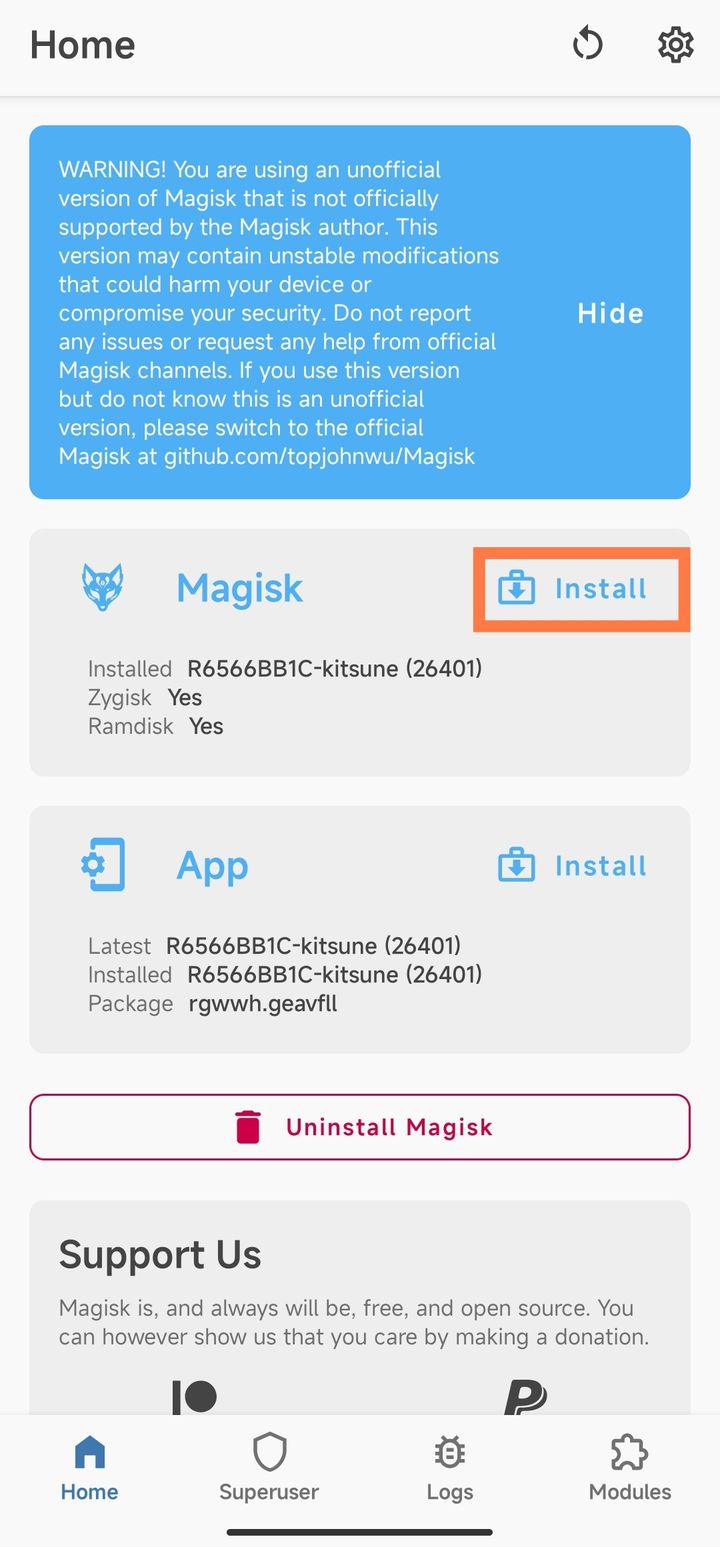 Home
WARNING! You are using an unofficial
version of Magisk that is not officially
supported by the Magisk author. This
version may contain unstable modifications
that could harm your device or
compromise your security. Do not report
any issues or request any help from official
Magisk channels. If you use this version
but do not know this is an unofficial
version, please switch to the official
Magisk at github.com/topjohnwu/Magisk
Hide
Magisk
Install
Installed R6566BB1C-kitsune (26401)
Zygisk Yes
Ramdisk Yes
App
Install
Latest R6566BB1C-kitsune (26401)
Installed R6566BB1C-kitsune (26401)
Package rgwwh.geavfll
Uninstall Magisk
Support Us
Magisk is, and always will be, free, and open source. You
can however show us that you care by making a donation.
Home
Superuser
Logs
Modules